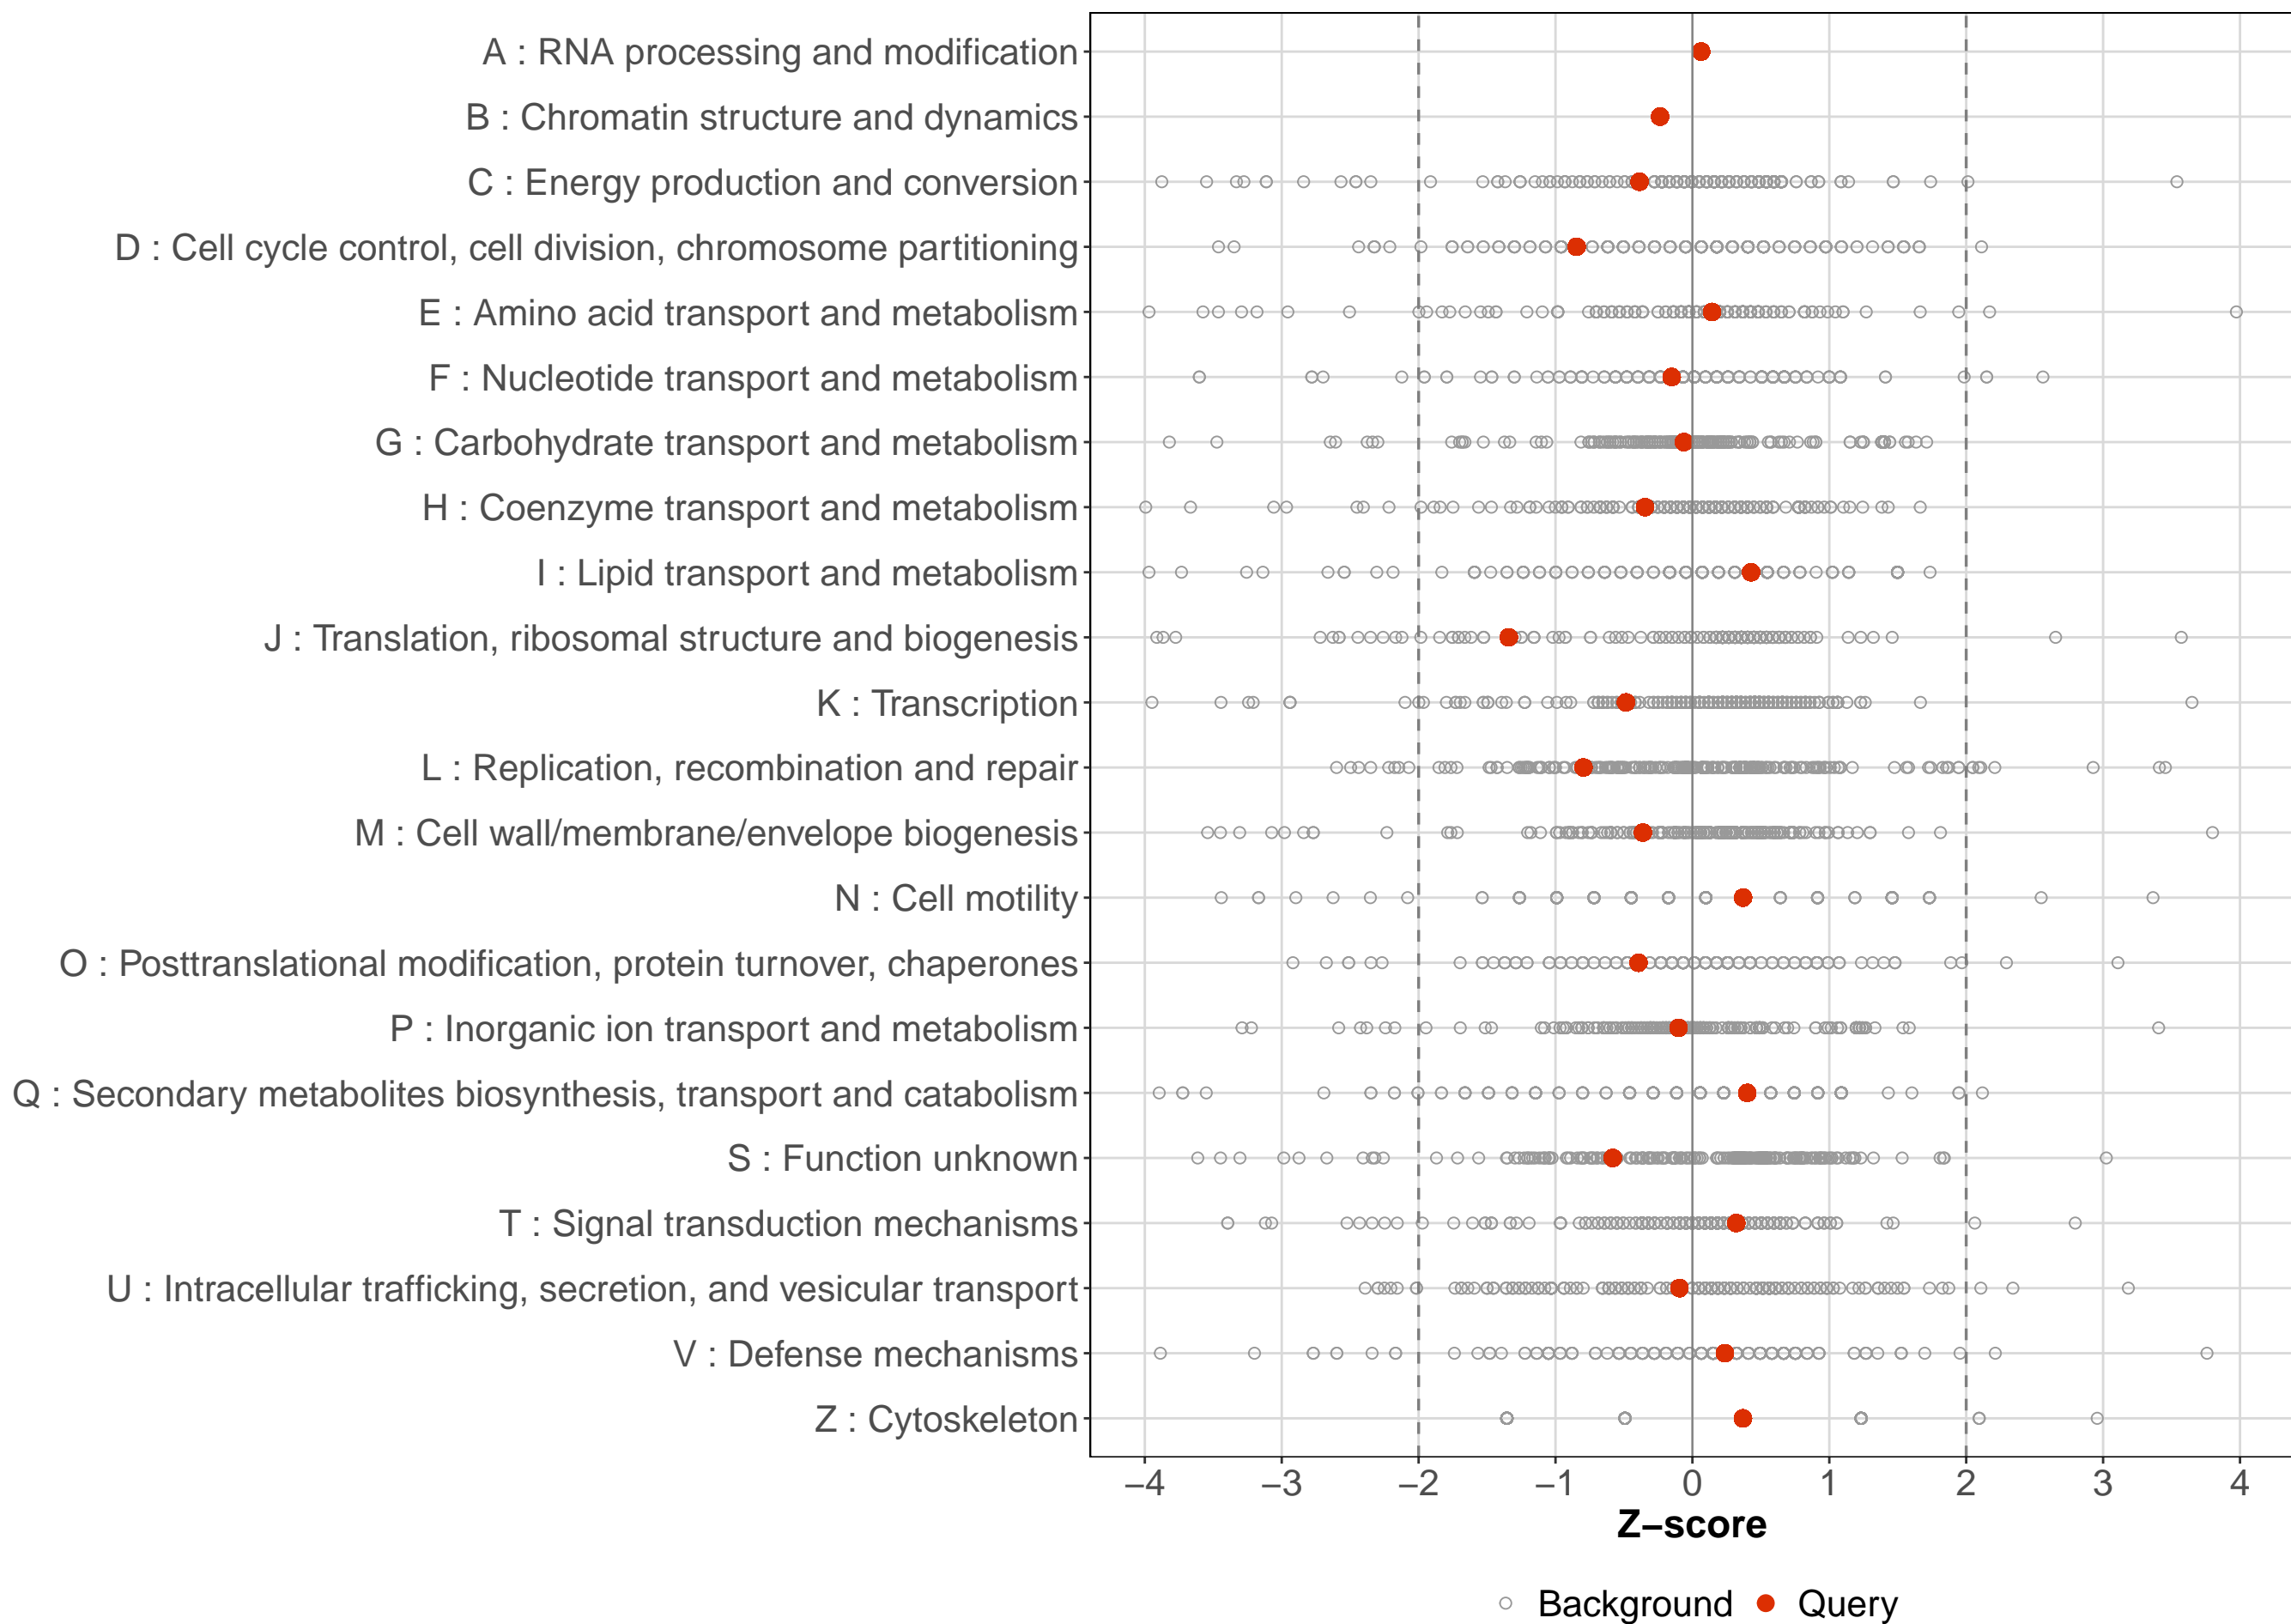 A : RNA processing and modification
B : Chromatin structure and dynamics
C : Energy production and conversion
D : Cell cycle control, cell division, chromosome partitioning
E : Amino acid transport and metabolism
F : Nucleotide transport and metabolism
G : Carbohydrate transport and metabolism
H : Coenzyme transport and metabolism
I : Lipid transport and metabolism
J : Translation, ribosomal structure and biogenesis
K : Transcription
L : Replication, recombination and repair
M : Cell wall/membrane/envelope biogenesis
N : Cell motility
O : Posttranslational modification, protein turnover, chaperones
P : Inorganic ion transport and metabolism
Q : Secondary metabolites biosynthesis, transport and catabolism
S : Function unknown
T : Signal transduction mechanisms
U : Intracellular trafficking, secretion, and vesicular transport
V : Defense mechanisms
Z : Cytoskeleton
−4 −3 −2 −1 0 1 2 3 4
Z−score
Background Query